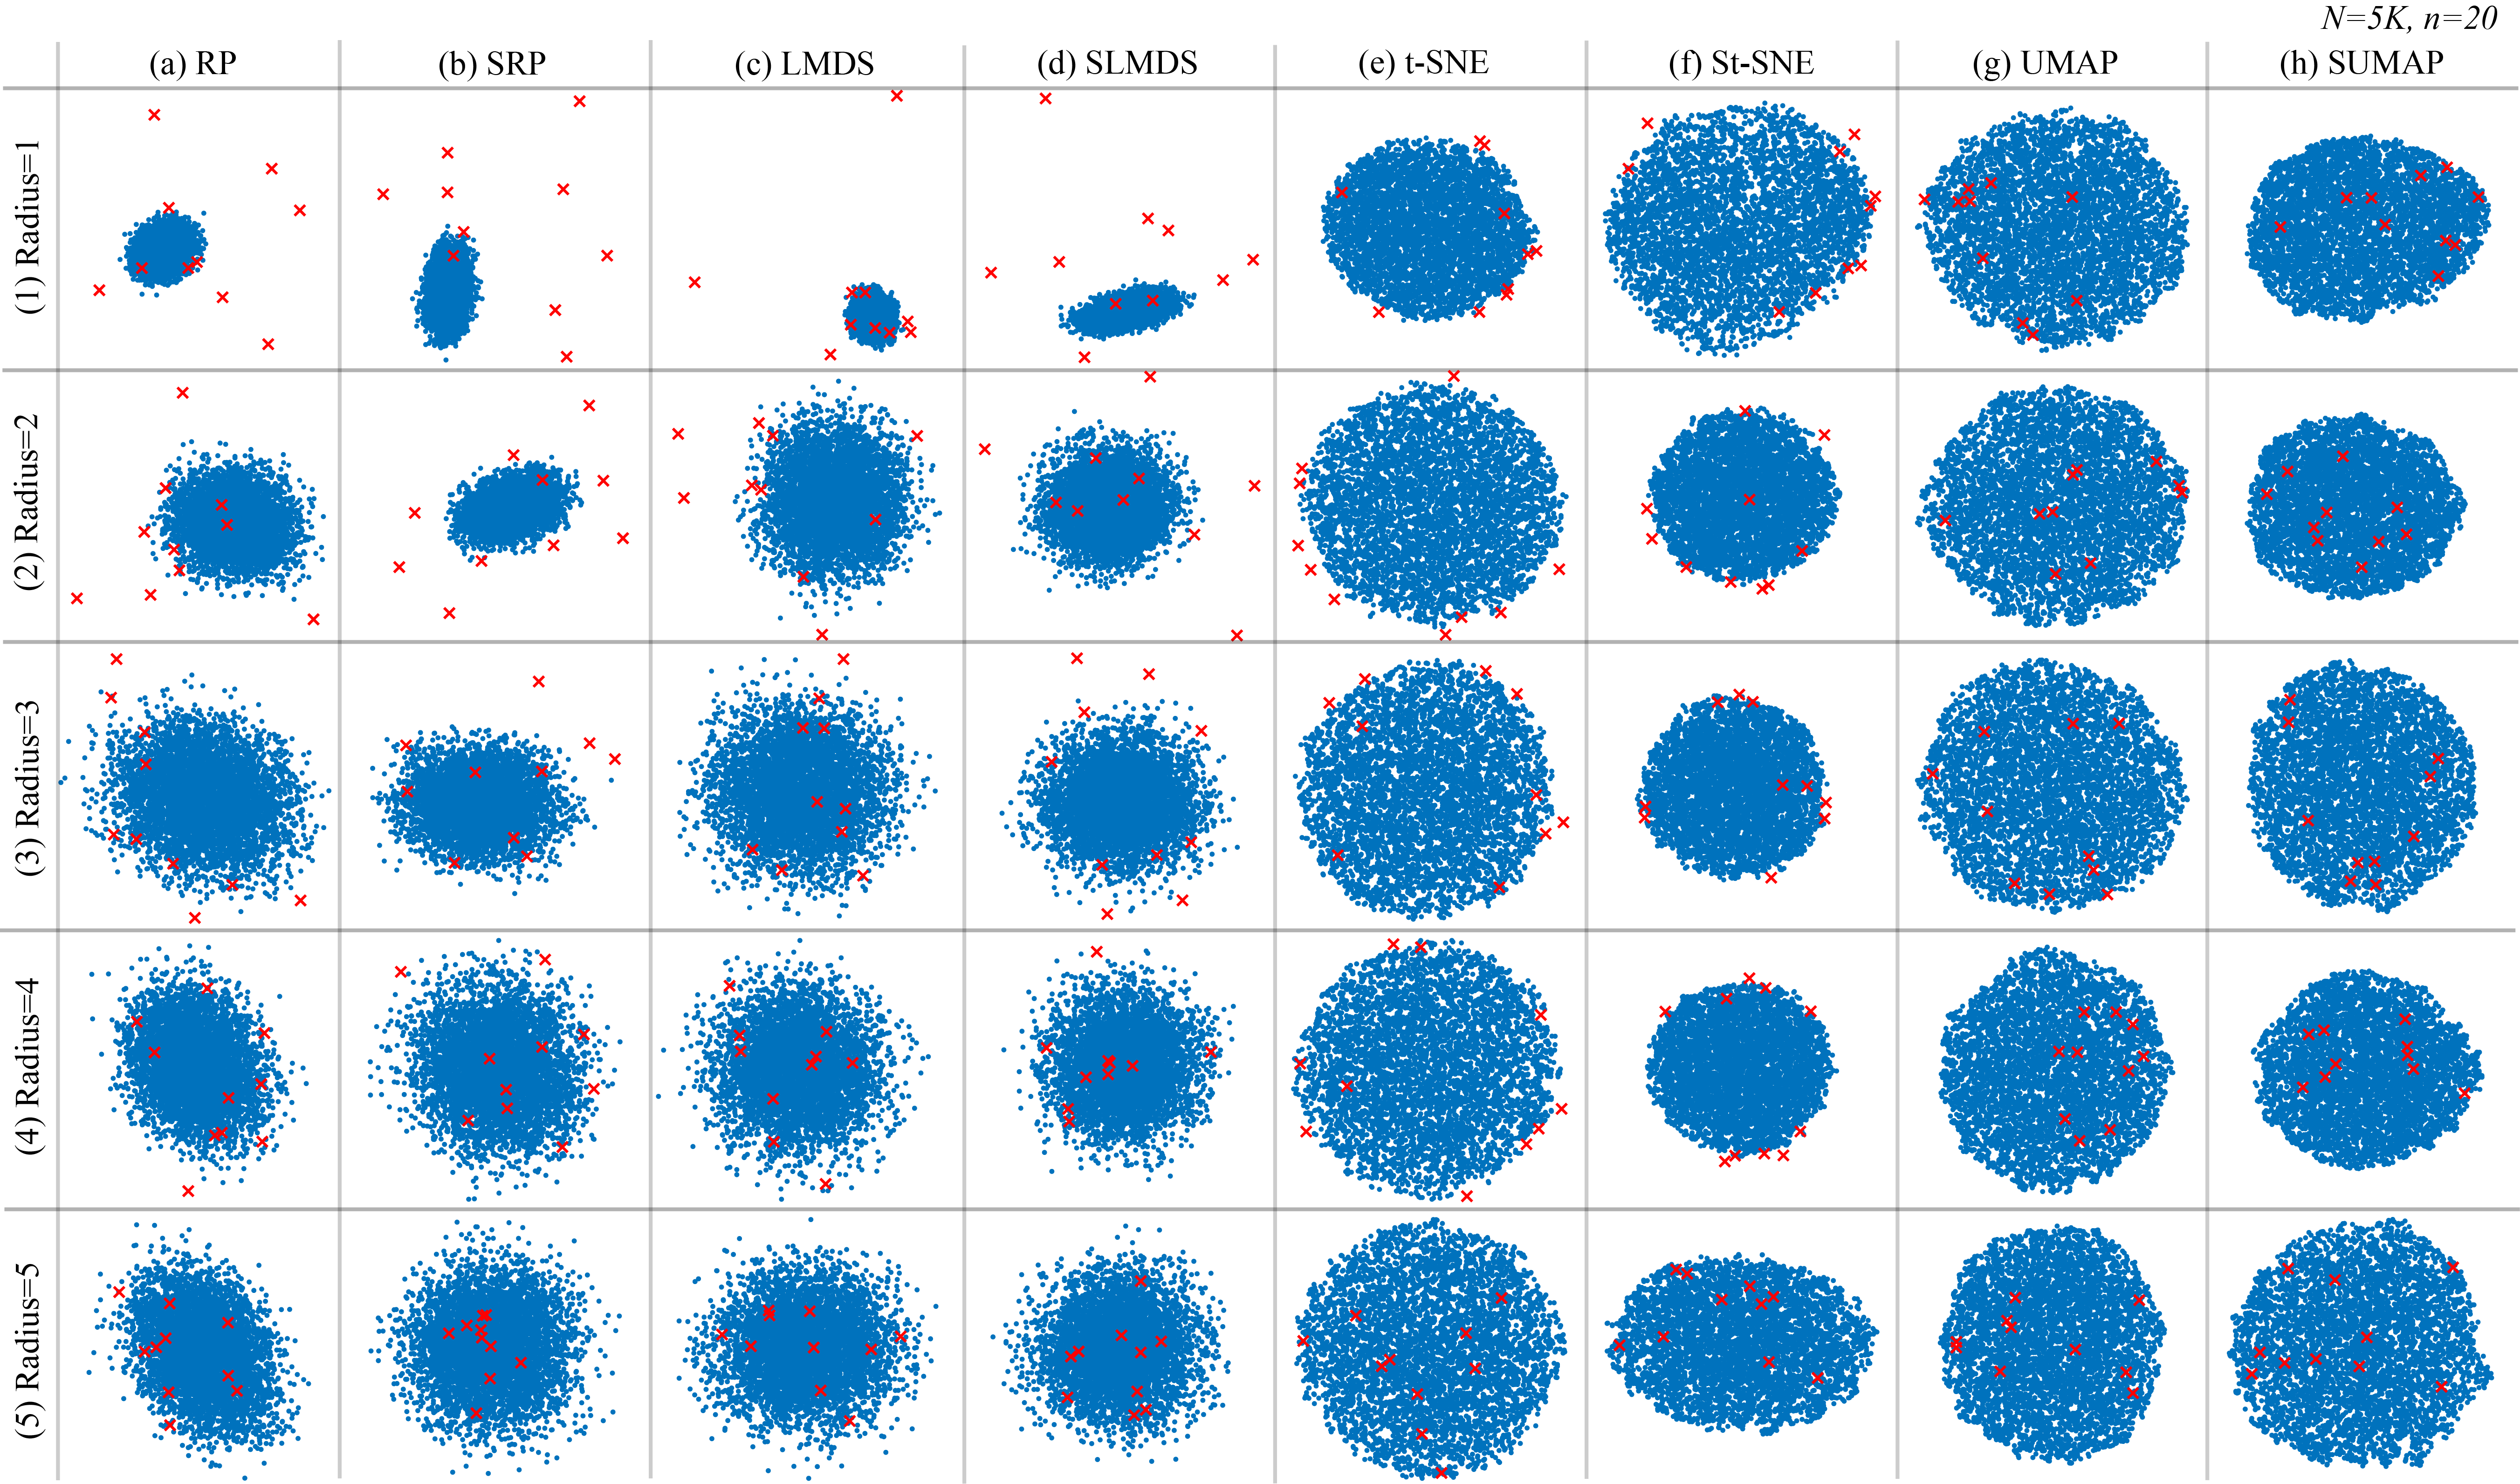 N=5K, n=20
(a) RP (b) SRP (c) LMDS (d) SLMDS (e) t-SNE (f) St-SNE (g) UMAP (h) SUMAP
(1) Radius=1
(2) Radius=2
(3) Radius=3
(4) Radius=4
(5) Radius=5